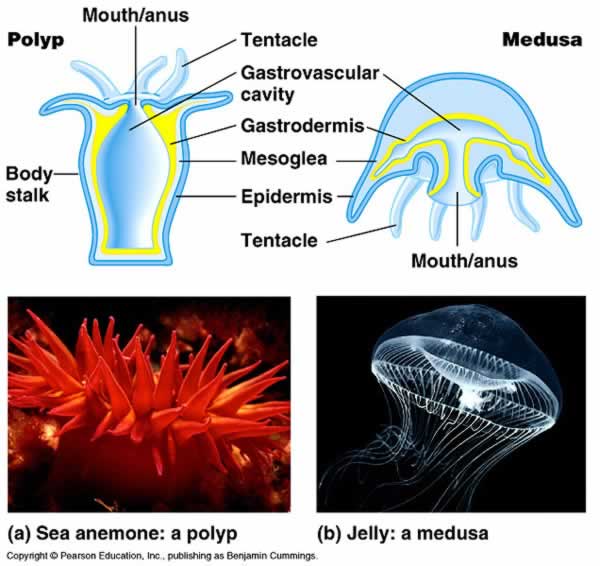 Mouth/anus
Polyp
Tentacle
Medusa
Gastrovascular
cavity
Gastrodermis
Mesoglea
Body
stalk
Epidermis
Tentacle
Mouth/anus
(a) Sea anemone: a polyp
(b) Jelly: a medusa
Copyright © Pearson Education, Inc., publishing as Benjamin Cummings.